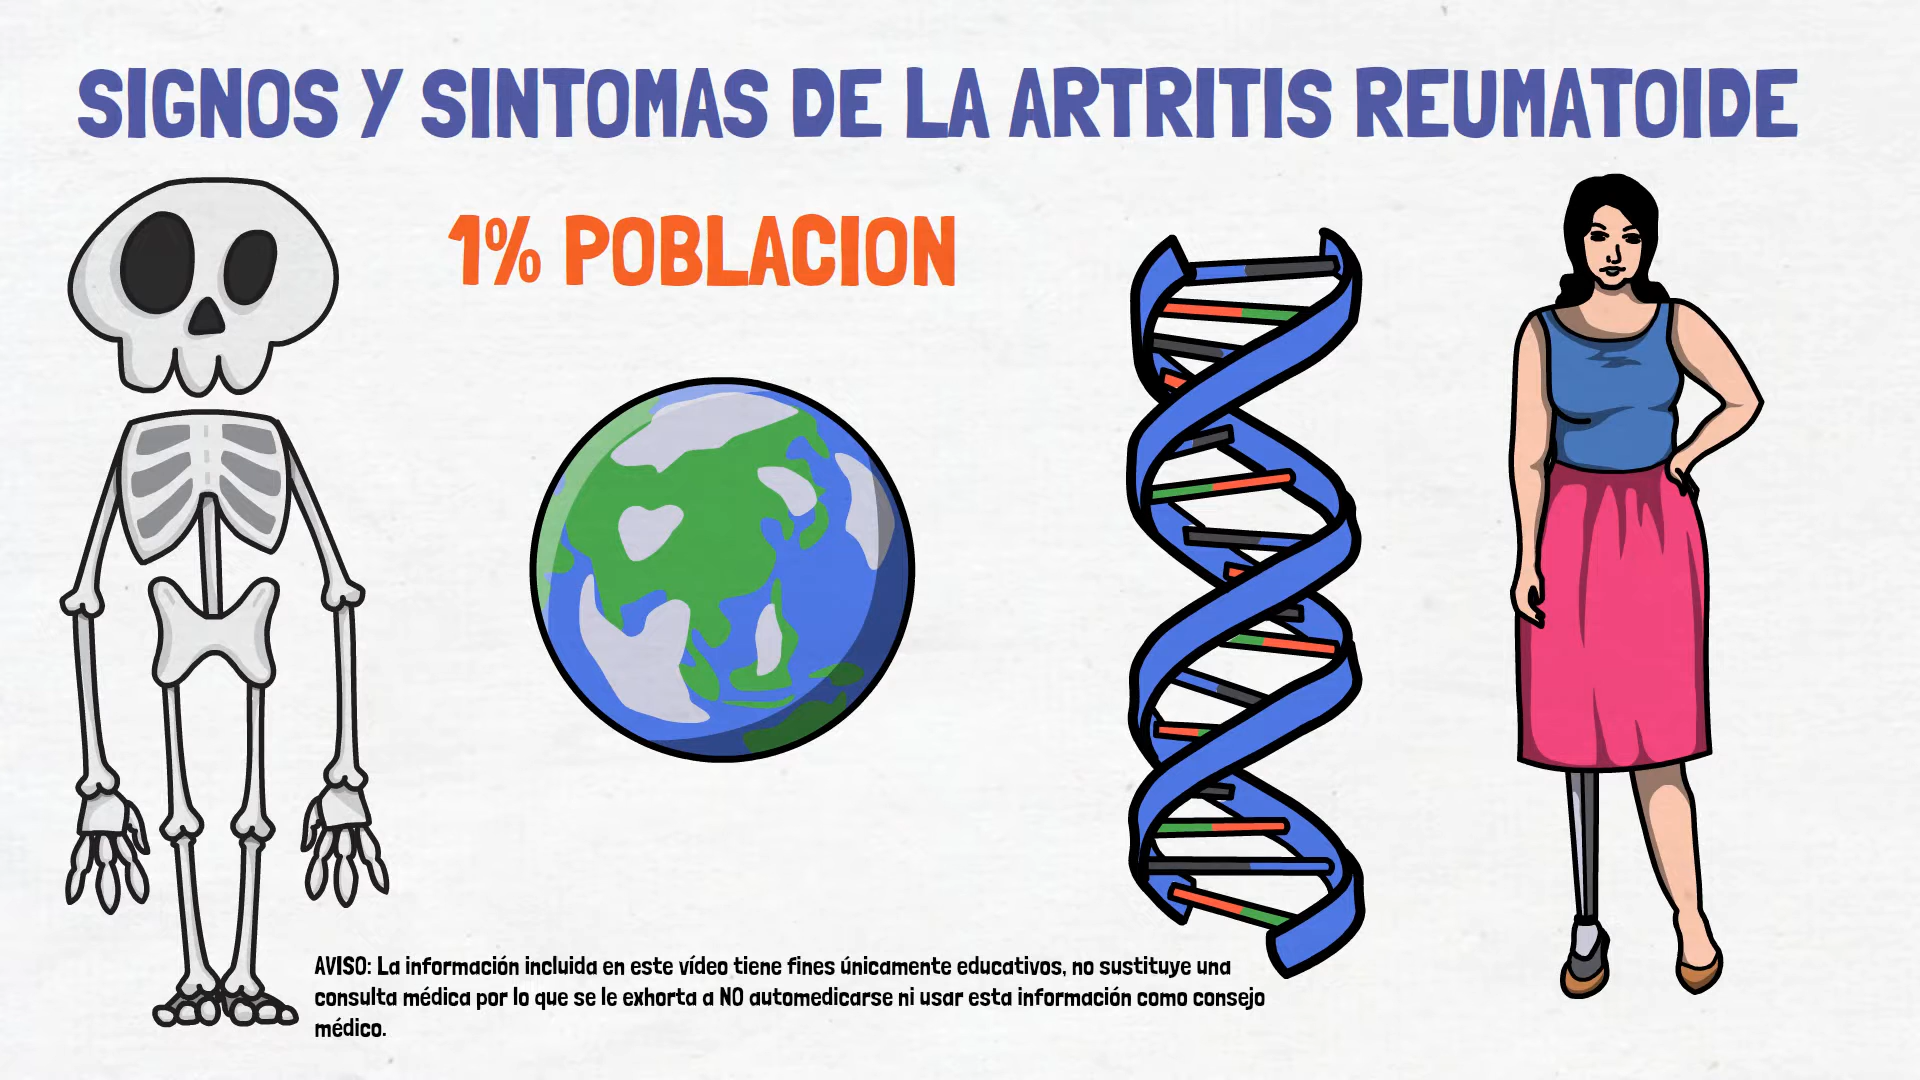 SIGNOS Y SINTOMAS DE LA ARTRITIS REUMATOIDE
1% POBLACION
AVISO: La información incluida en este vídeo tiene fines únicamente educativos, no sustituye una
consulta médica por lo que se le exhorta a NO automedicarse ni usar esta información como consejo
médico.